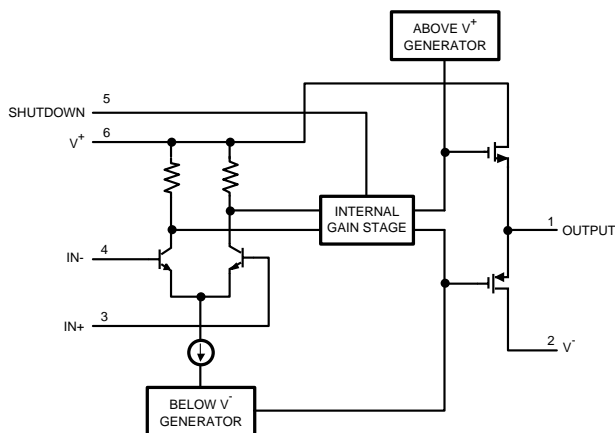 ABOVE V+
GENERATOR
SHUTDOWN 5
V+ 6
INTERNAL
GAIN STAGE
1 OUTPUT
IN- 4
IN+ 3
2 V-
BELOW V-
GENERATOR